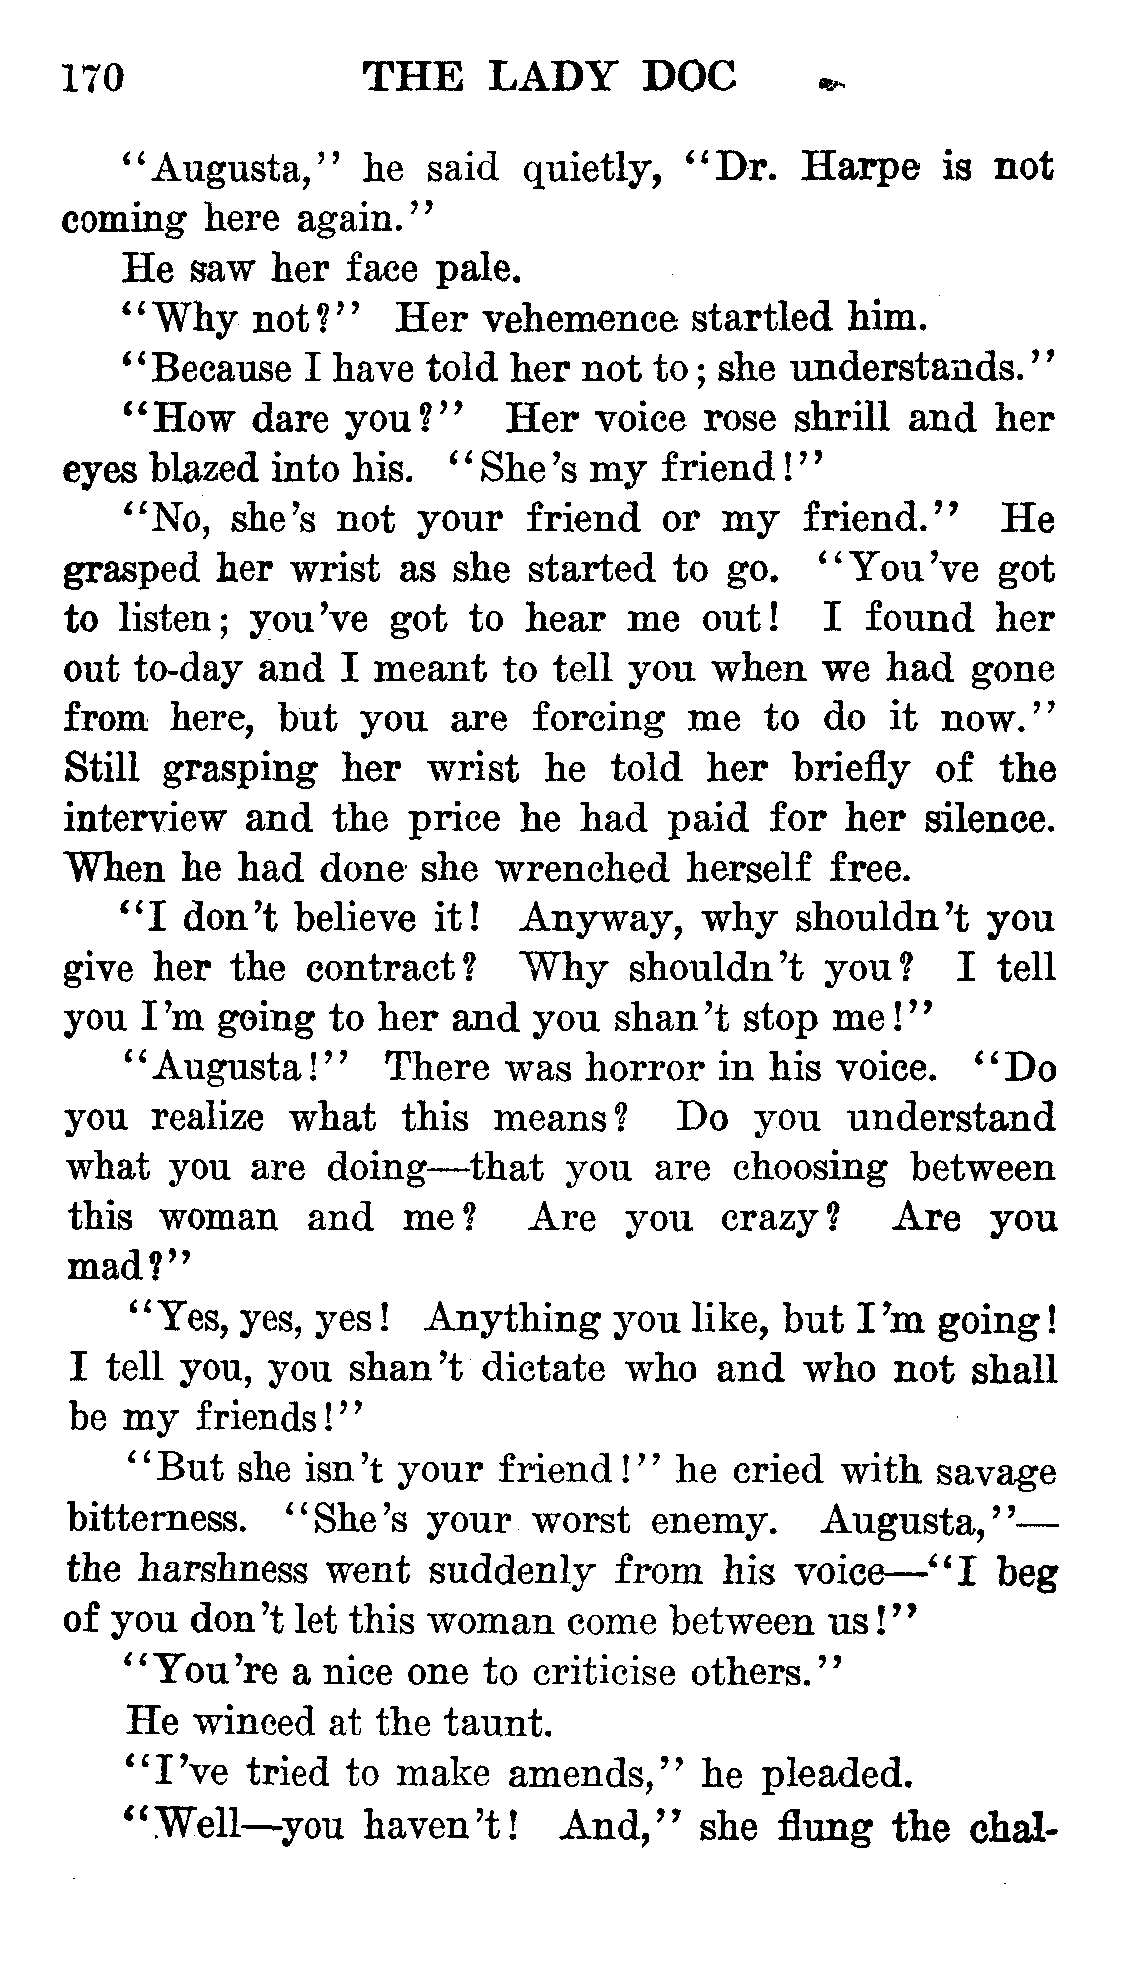 170 THE LADY DOC
"Augusta," he said quietly, "Dr. Harpe is not
coming here again."
He saw her face pale.
"Why not?" Her vehemence startled him.
"Because I have told her not to; she understands."
"How dare you?" Her voice rose shrill and her
eyes blazed into his. "She's my friend!"
"No, she's not your friend or my friend." He
grasped her wrist as she started to go. "You've got
to listen; you've got to hear me out! I found her
out to-day and I meant to tell you when we had gone
from here, but you are forcing me to do it now."
Still grasping her wrist he told her briefly of the
interview and the price he had paid for her silence.
When he had done she wrenched herself free.
"I don't believe it! Anyway, why shouldn't you
give her the contract? Why shouldn't you? I tell
you I'm going to her and you shan't stop me!"
"Augusta!" There was horror in his voice. "Do
you realize what this means? Do you understand
what you are doing—that you are choosing between
this woman and me? Are you crazy? Are you
mad?"
"Yes, yes, yes! Anything you like, but I'm going!
I tell you, you shan't dictate who and who not shall
be my friends!"
"But she isn't your friend!" he cried with savage
bitterness. "She's your worst enemy. Augusta,"—
the harshness went suddenly from his voice—"I beg
of you don't let this woman come between us!"
"You're a nice one to criticise others."
He winced at the taunt.
"I've tried to make amends," he pleaded.
"Well—you haven't! And," she flung the chal-